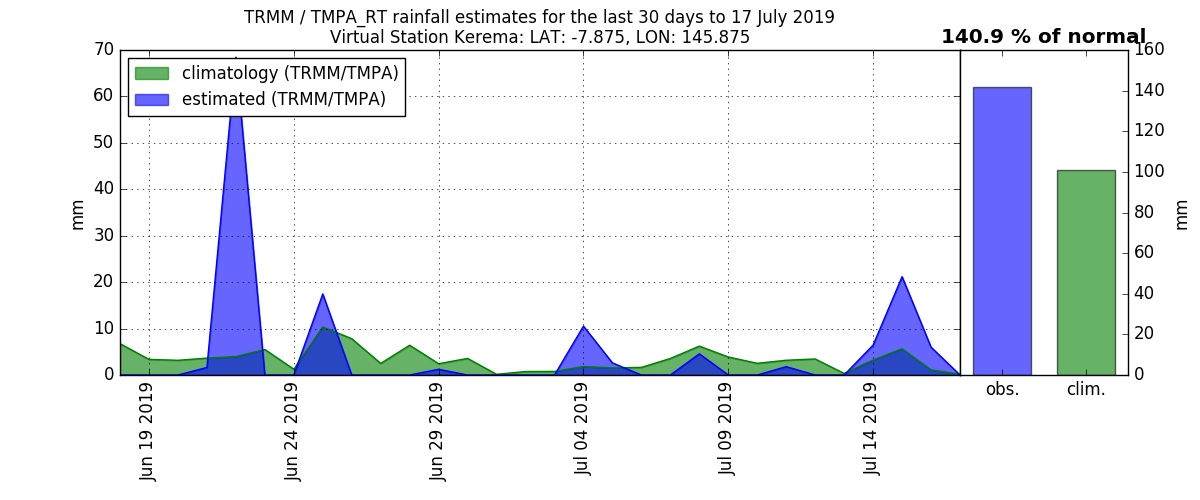 TRMM / TMPA_RT rainfall estimates for the last 30 days to 17 July 2019
Virtual Station Kerema: LAT: -7.875, LON: 145.875
140.9 % of normal
climatology (TRMM/TMPA)
estimated (TRMM/TMPA)
70
60
50
40
30
20
10
0
mm
Jun 19 2019
Jun 24 2019
Jun 29 2019
Jul 04 2019
Jul 09 2019
Jul 14 2019
160
140
120
100
80
60
40
20
0
mm
obs.
clim.